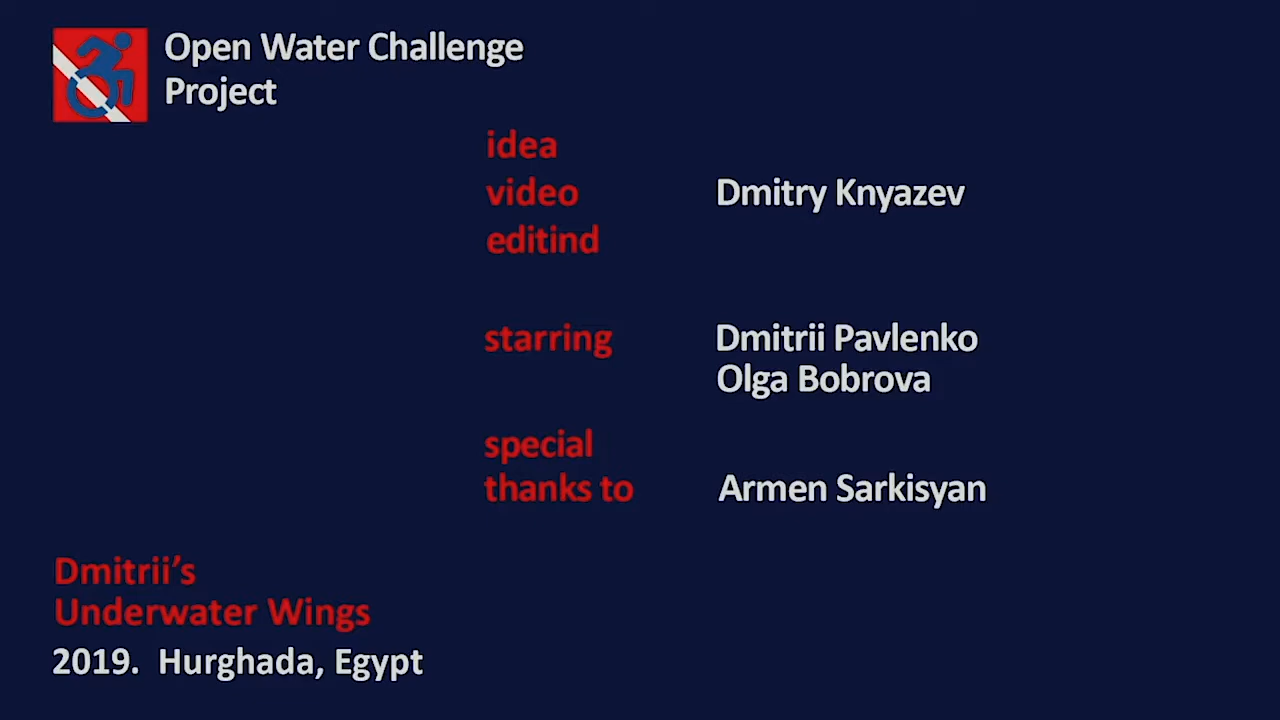 Open Water Challenge
Project
idea
video Dmitry Knyazev
editind
starring Dmitrii Pavlenko
Olga Bobrova
special
thanks to Armen Sarkisyan
Dmitrii’s
Underwater Wings
2019. Hurghada, Egypt